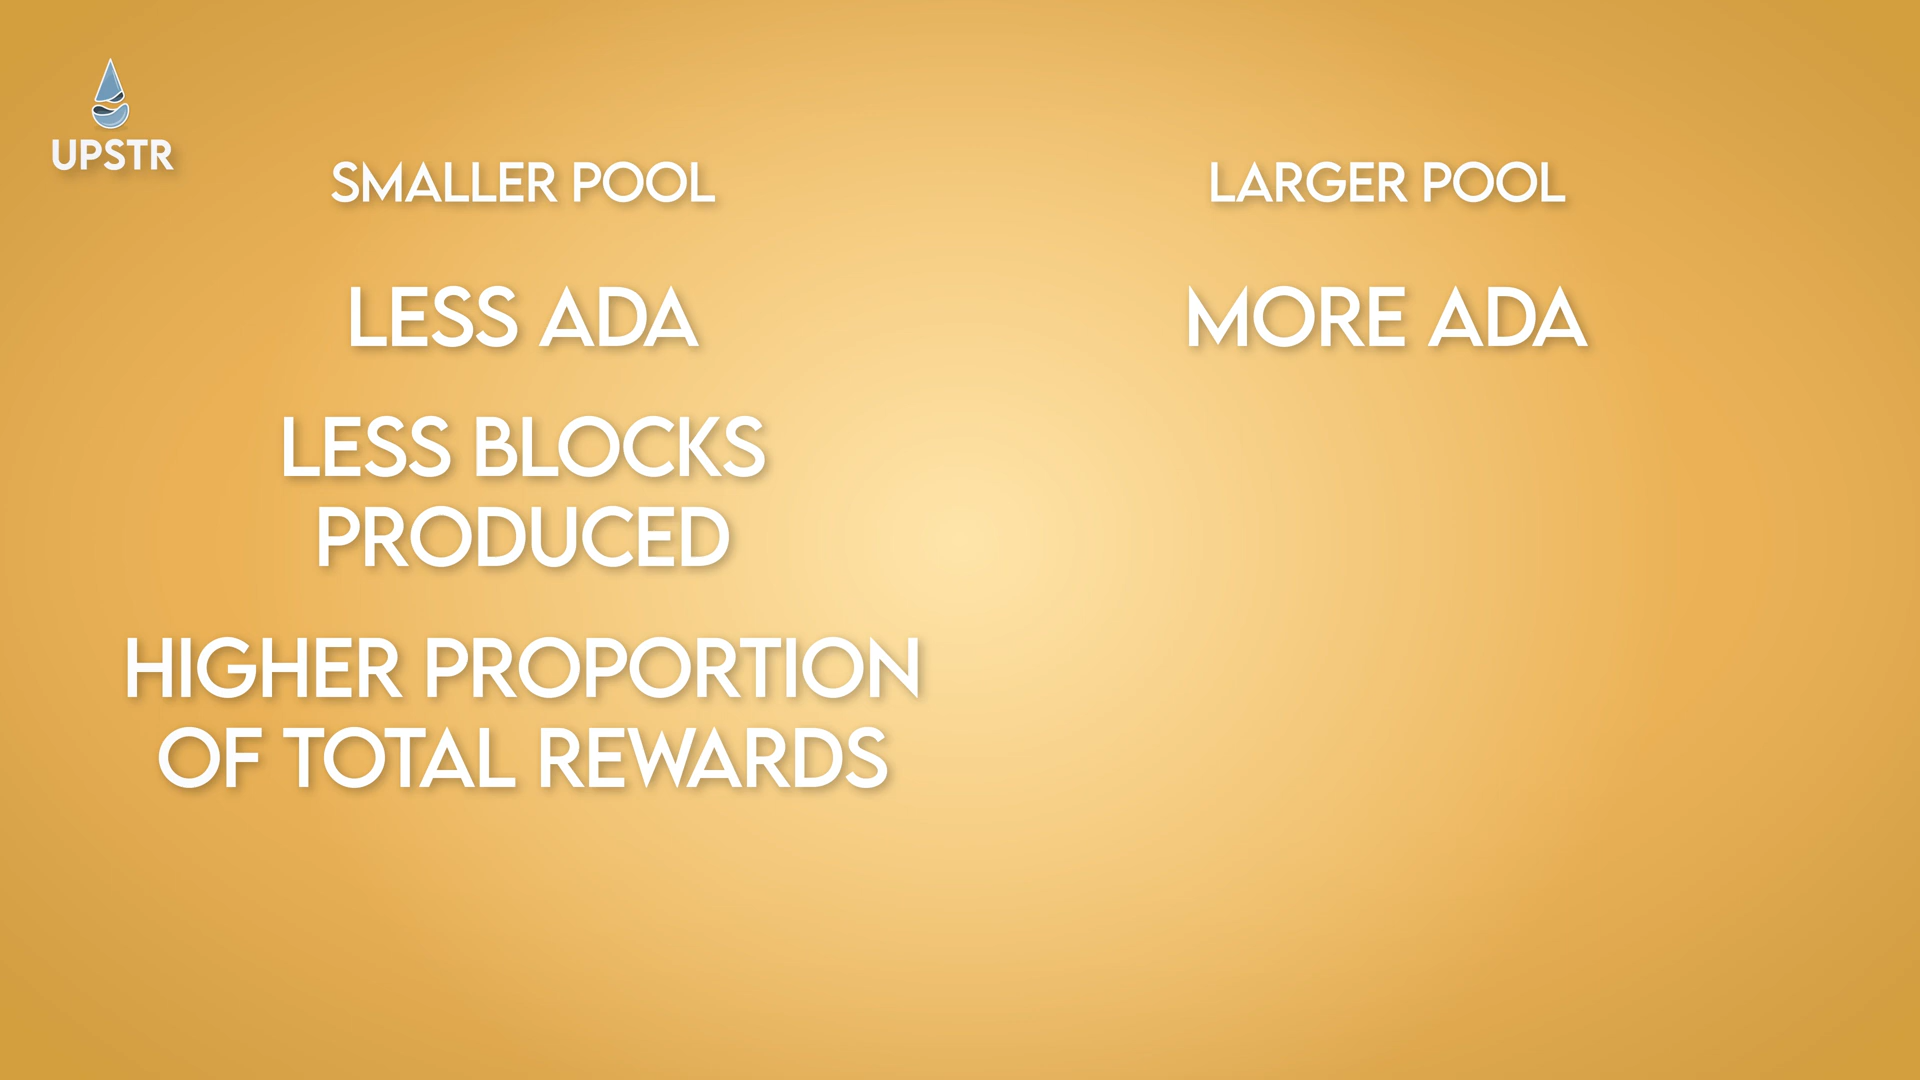 UPSTR
SMALLER POOL
LESS ADA
LESS BLOCKS
PRODUCED
HIGHER PROPORTION
OF TOTAL REWARDS
LARGER POOL
MORE ADA